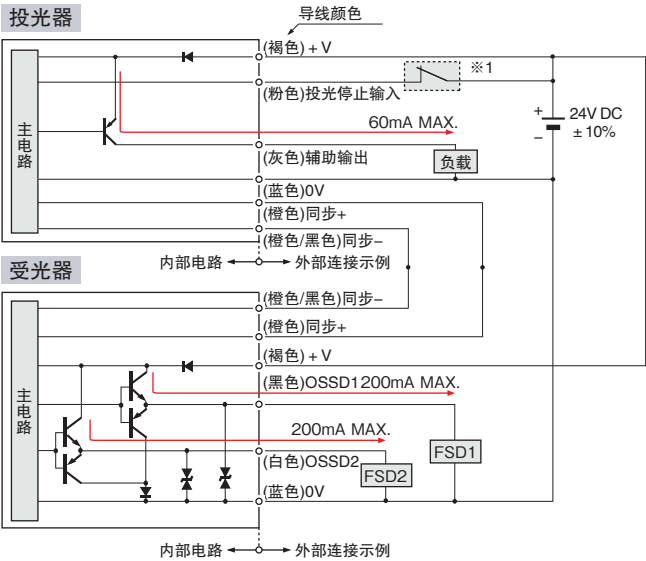 投光器
导线颜色
(褐色)+V
※1
(粉色)投光停止输入
60mA MAX.
+
24V DC
±10%
−
主电路
(灰色)辅助输出
负载
(蓝色)0V
(橙色)同步+
(橙色/黑色)同步−
内部电路
外部连接示例
受光器
(橙色/黑色)同步−
(橙色)同步+
(褐色)+V
(黑色)OSSD1
200mA MAX.
主电路
200mA MAX.
FSD1
(白色)OSSD2
FSD2
(蓝色)0V
内部电路
外部连接示例